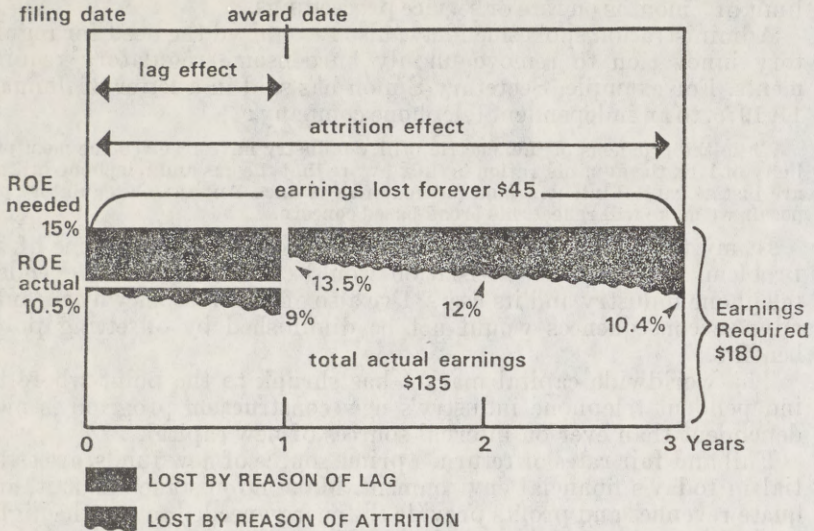 filing date award date
lag effect
attrition effect
ROE
needed
15%
earnings lost forever $45
ROE
actual
10.5%
9%
13.5%
12%
10.4%
Earnings
Required
$180
total actual earnings
$135
0 1 2 3 Years
LOST BY REASON OF LAG
LOST BY REASON OF ATTRITION